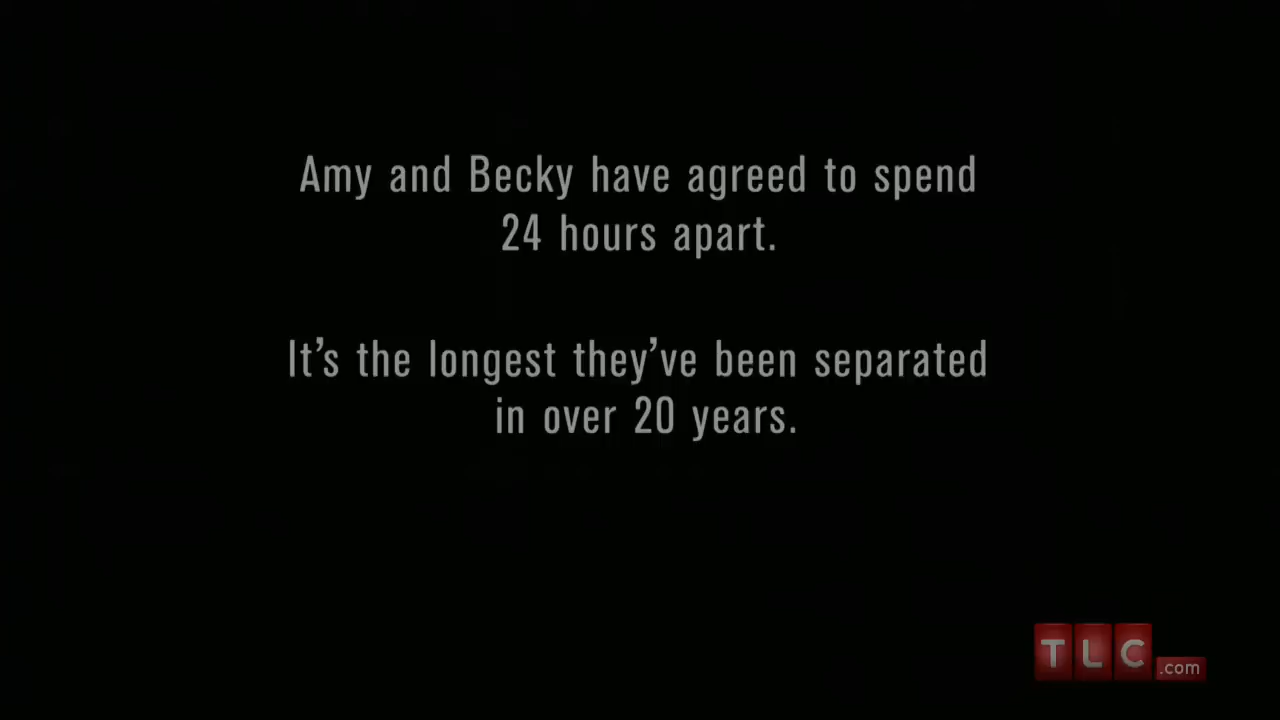 Amy and Becky have agreed to spend
24 hours apart.
It's the longest they've been separated
in over 20 years.
TLC.com